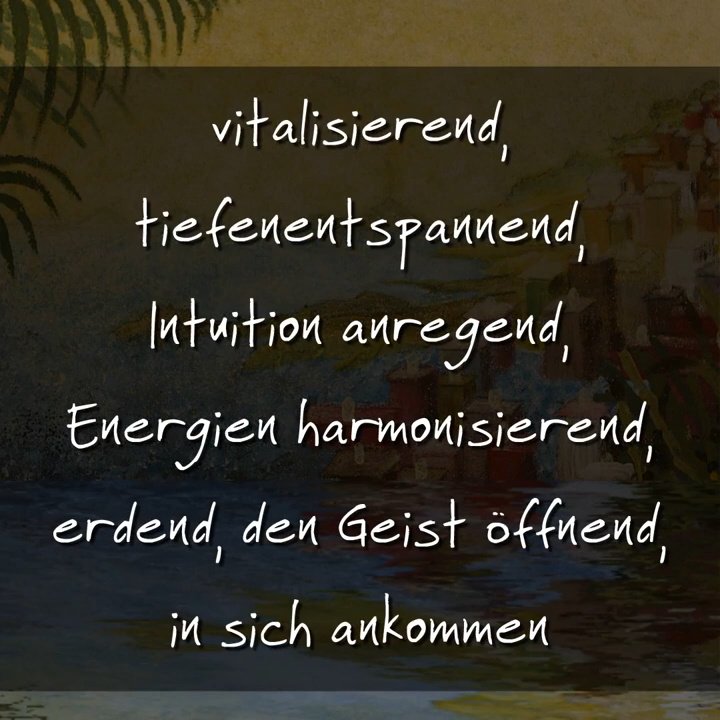 vitalisierend,
tiefenentspannend,
Intuition anregend,
Energien harmonisierend,
erdend, den Geist öffnend,
in sich ankommen